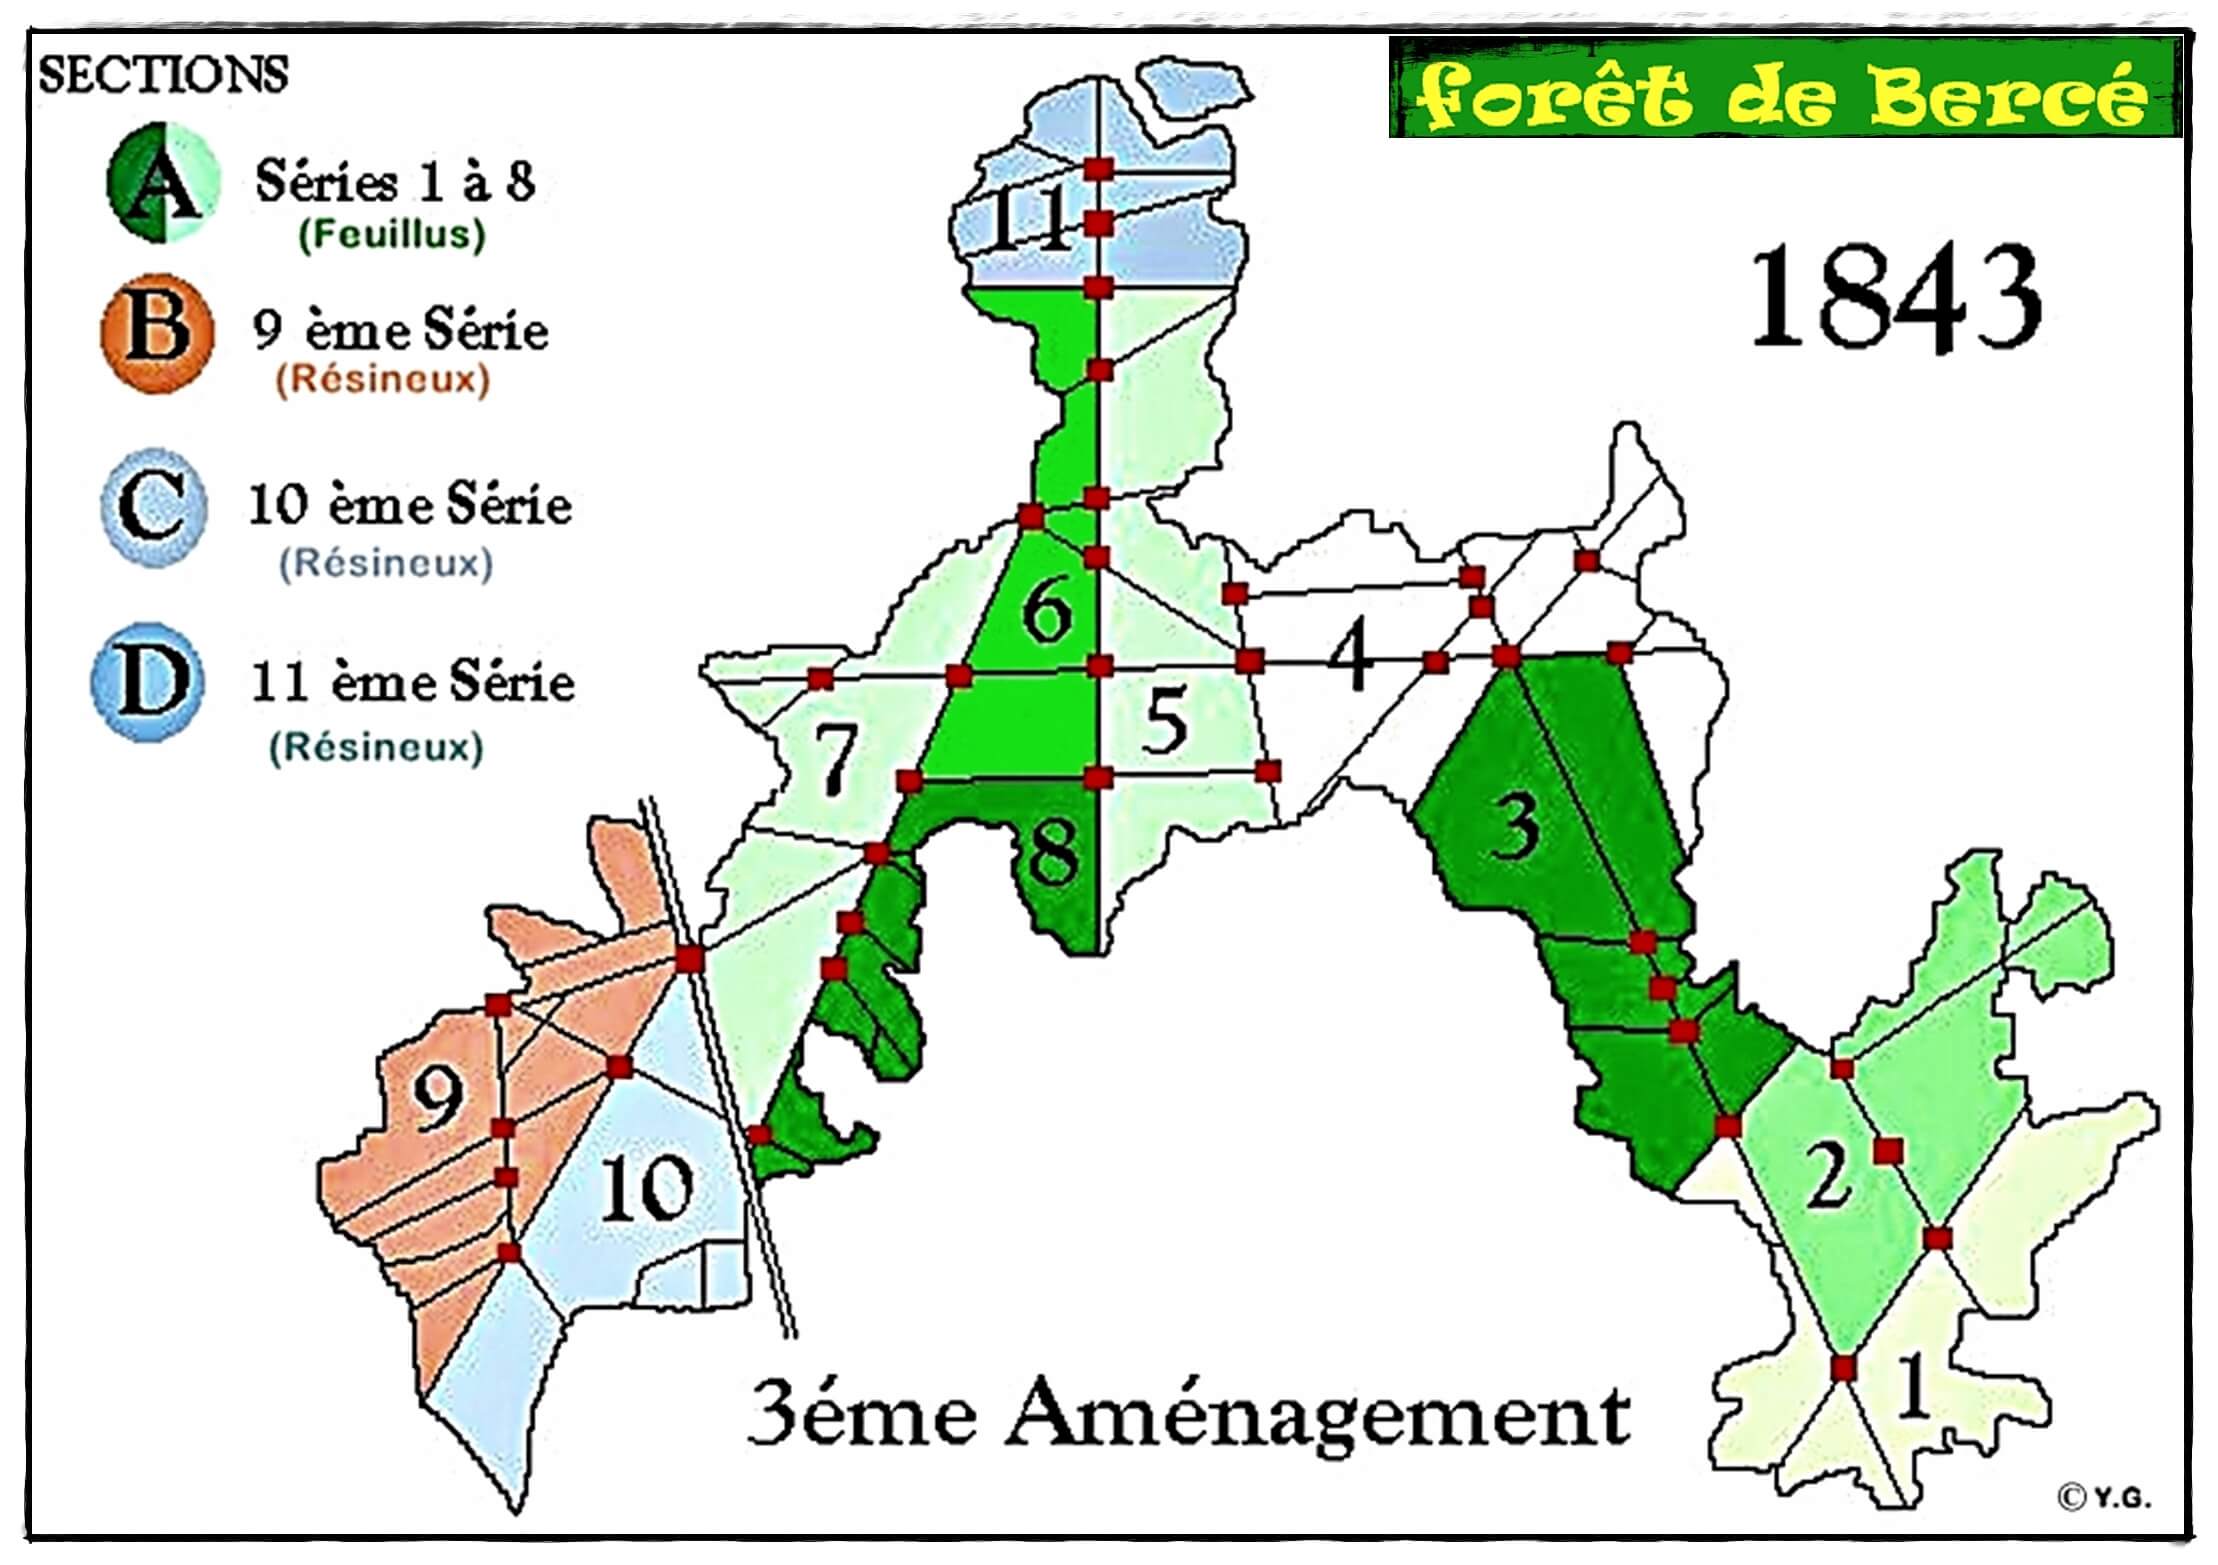 SECTIONS
forêt de Bercé
A Séries 1 à 8
(Feuillus)
1843
B 9 ème Série
(Résineux)
C 10 ème Série
(Résineux)
D 11 ème Série
(Résineux)
11
6
4
5
7
3
8
9
10
2
1
3éme Aménagement
© Y.G.